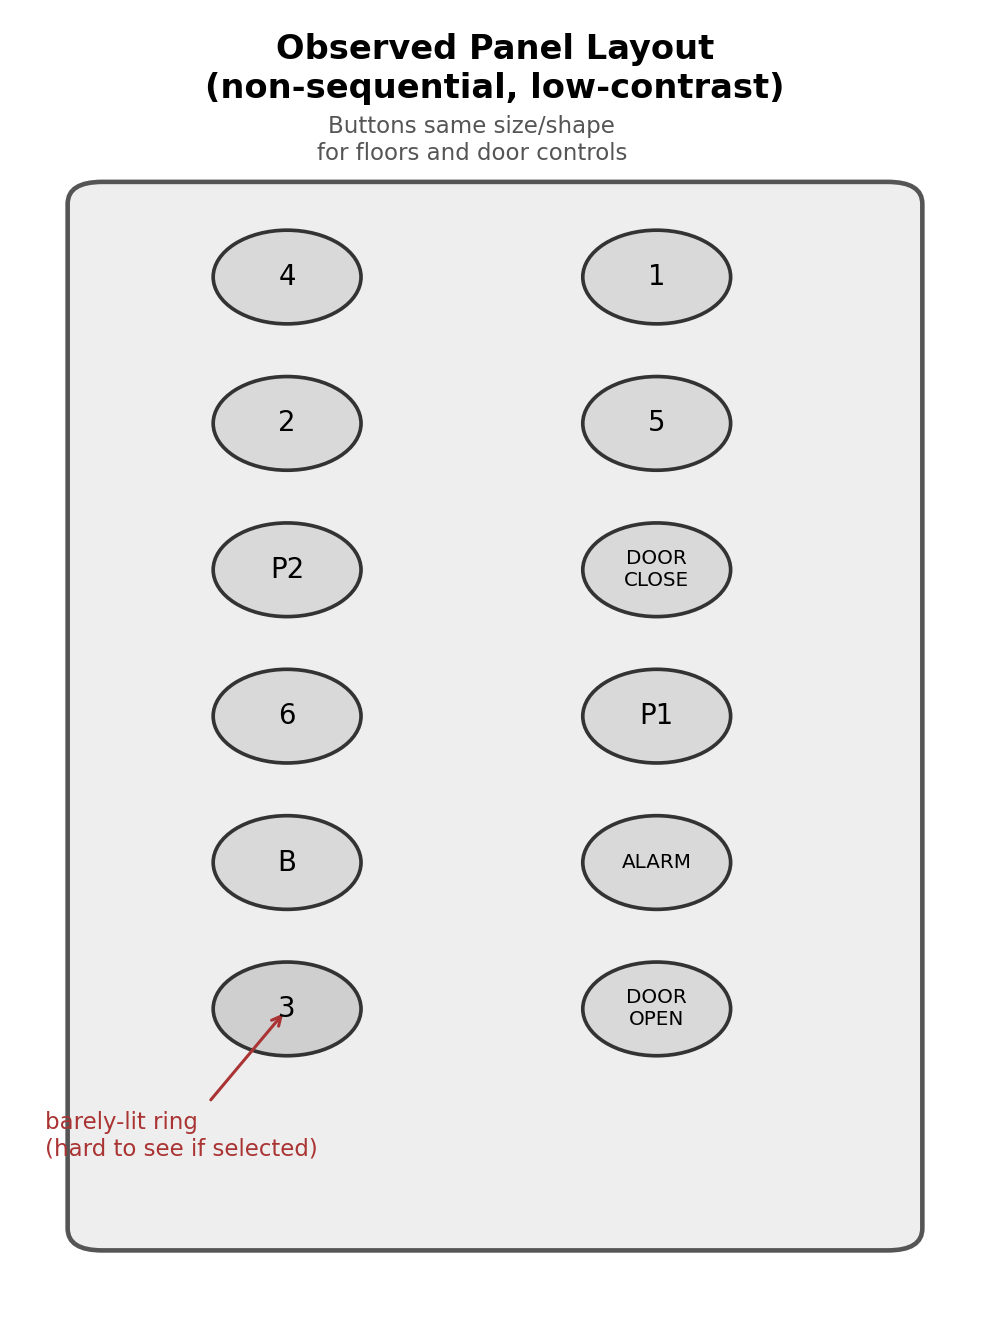 Observed Panel Layout
(non-sequential, low-contrast)
Buttons same size/shape
for floors and door controls
4
1
2
5
P2
DOOR
CLOSE
6
P1
B
ALARM
3
DOOR
OPEN
barely-lit ring
(hard to see if selected)